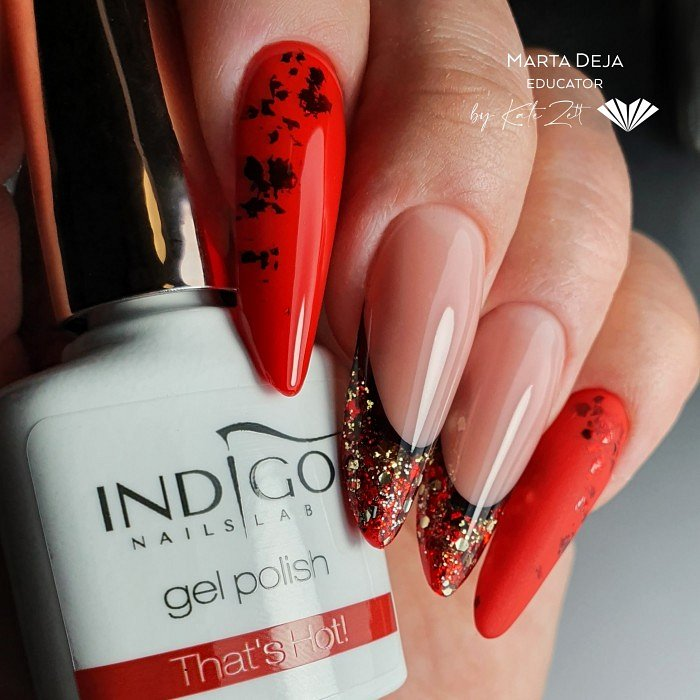 MARTA DEJA
EDUCATOR
by Kate Zett
INDIGO
NAILS LAB
gel polish
That's Hot!